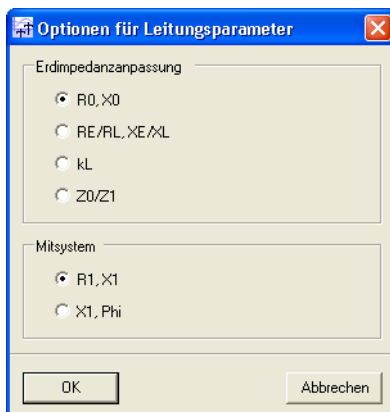 Optionen für Leitungsparameter
Erdimpedanzanpassung
R0, X0
RE/RL, XE/XL
kL
Z0/Z1
Mitsystem
R1, X1
X1, Phi
OK
Abbrechen